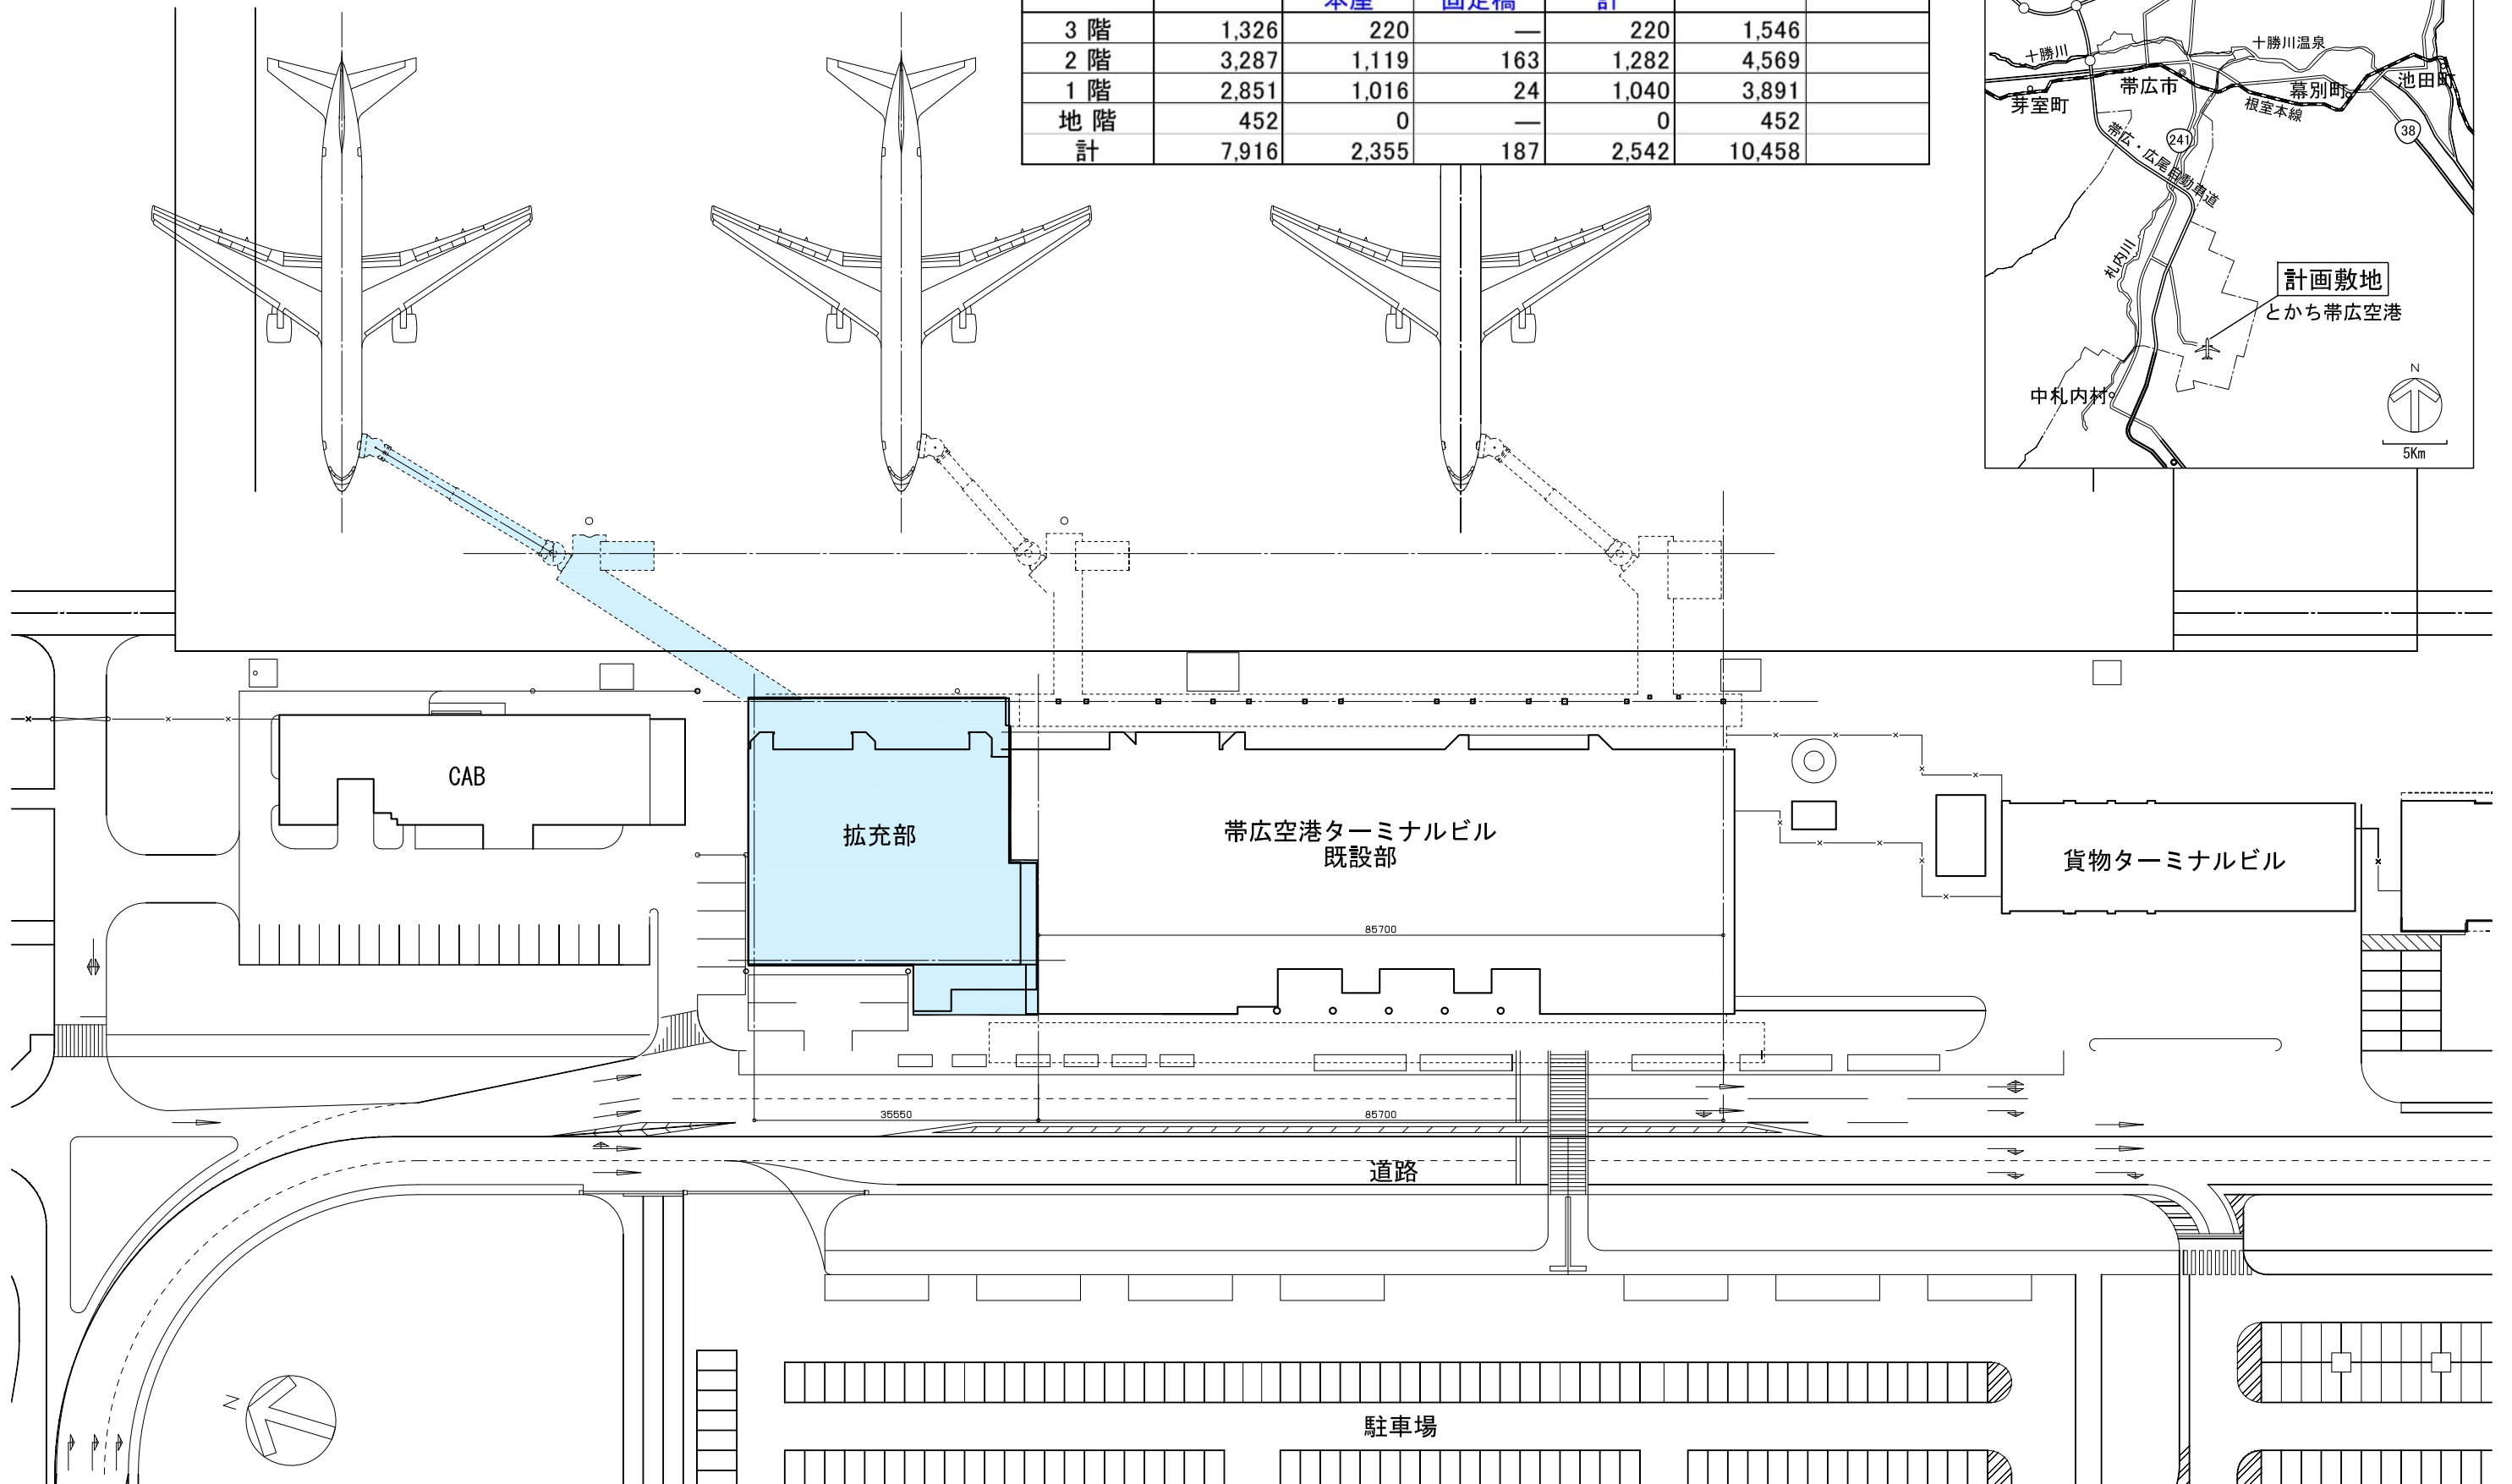 本屋 固定橋 計
3 階 1,326 220 ― 220 1,546
2 階 3,287 1,119 163 1,282 4,569
1 階 2,851 1,016 24 1,040 3,891
地 階 452 0 ― 0 452
計 7,916 2,355 187 2,542 10,458
十勝川
十勝川温泉
帯広市
芽室町
幕別町
池田町
根室本線
38
241
帯広・広尾自動車道
札内川
計画敷地
とかち帯広空港
中札内村
N
5Km
CAB
拡充部
帯広空港ターミナルビル
既設部
貨物ターミナルビル
85700
35550
85700
道路
N
駐車場